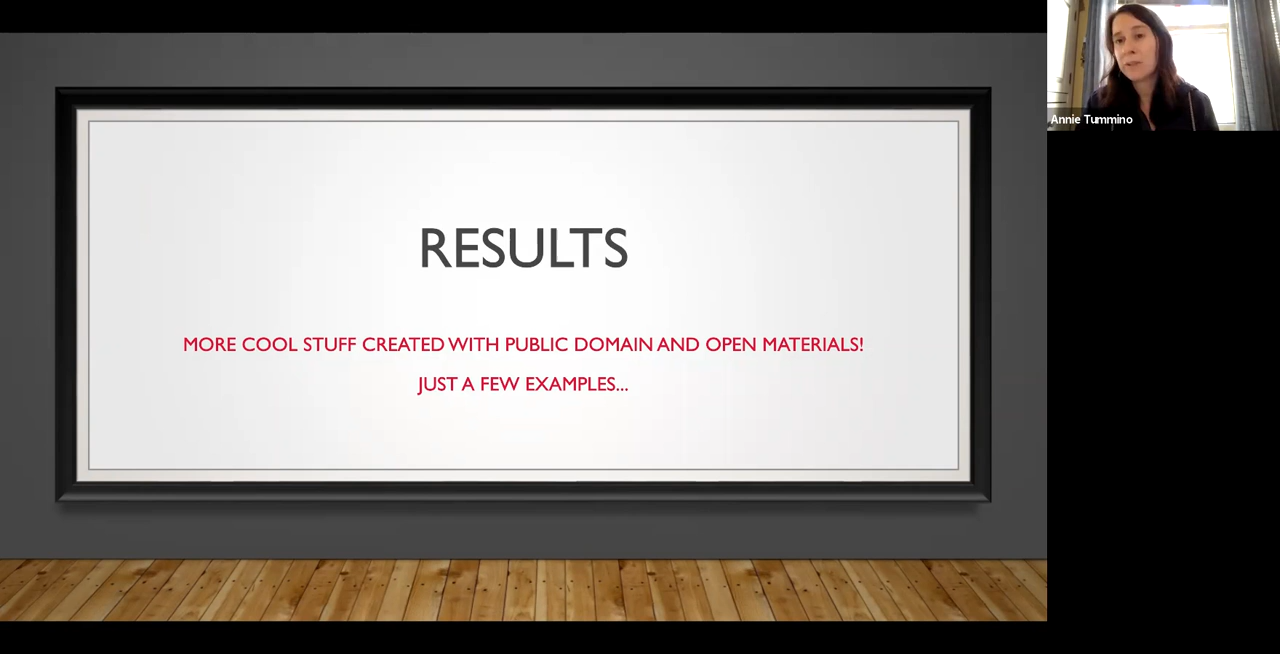 RESULTS
MORE COOL STUFF CREATED WITH PUBLIC DOMAIN AND OPEN MATERIALS!
JUST A FEW EXAMPLES...
Annie Tummino